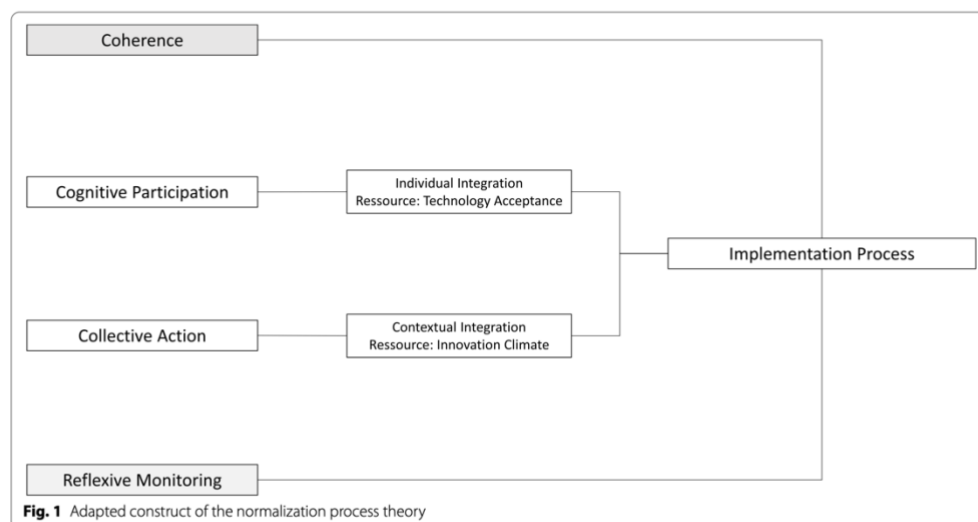 Coherence
Cognitive Participation
Individual Integration
Ressource: Technology Acceptance
Implementation Process
Collective Action
Contextual Integration
Ressource: Innovation Climate
Reflexive Monitoring
Fig. 1 Adapted construct of the normalization process theory